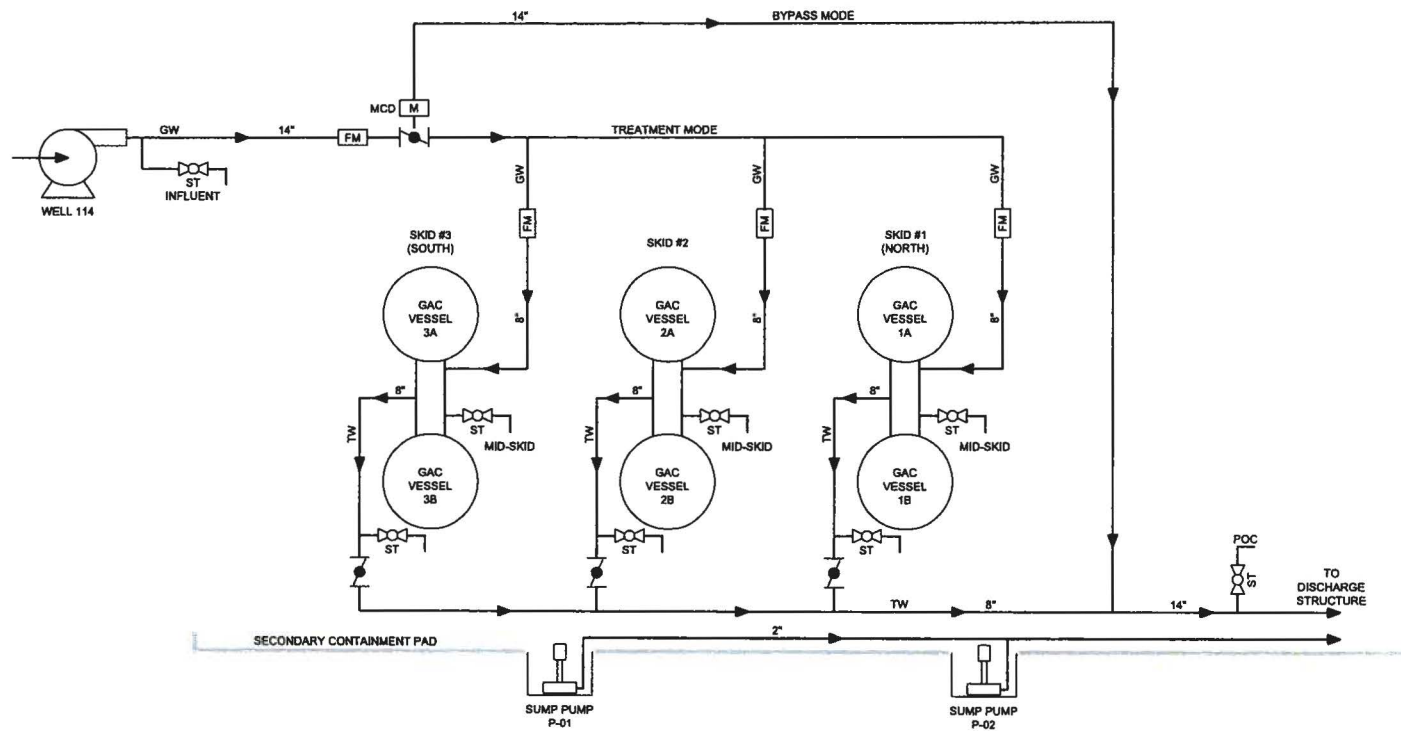 14"
BYPASS MODE
MCD
M
GW
14"
FM
TREATMENT MODE
ST
INFLUENT
WELL 114
GW
GW
GW
FM
FM
FM
SKID #3
(SOUTH)
SKID #2
SKID #1
(NORTH)
GAC
VESSEL
3A
8"
GAC
VESSEL
2A
8"
GAC
VESSEL
1A
8"
8"
8"
8"
TW
ST
MID-SKID
TW
ST
MID-SKID
TW
ST
MID-SKID
GAC
VESSEL
3B
GAC
VESSEL
2B
GAC
VESSEL
1B
ST
ST
ST
POC
ST
TO
DISCHARGE
STRUCTURE
TW
8"
14"
SECONDARY CONTAINMENT PAD
2"
SUMP PUMP
P-01
SUMP PUMP
P-02